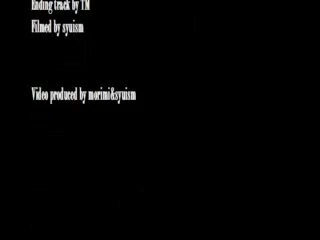 Ending track by TM
Filmed by syuism
Video produced by morimi&syuism